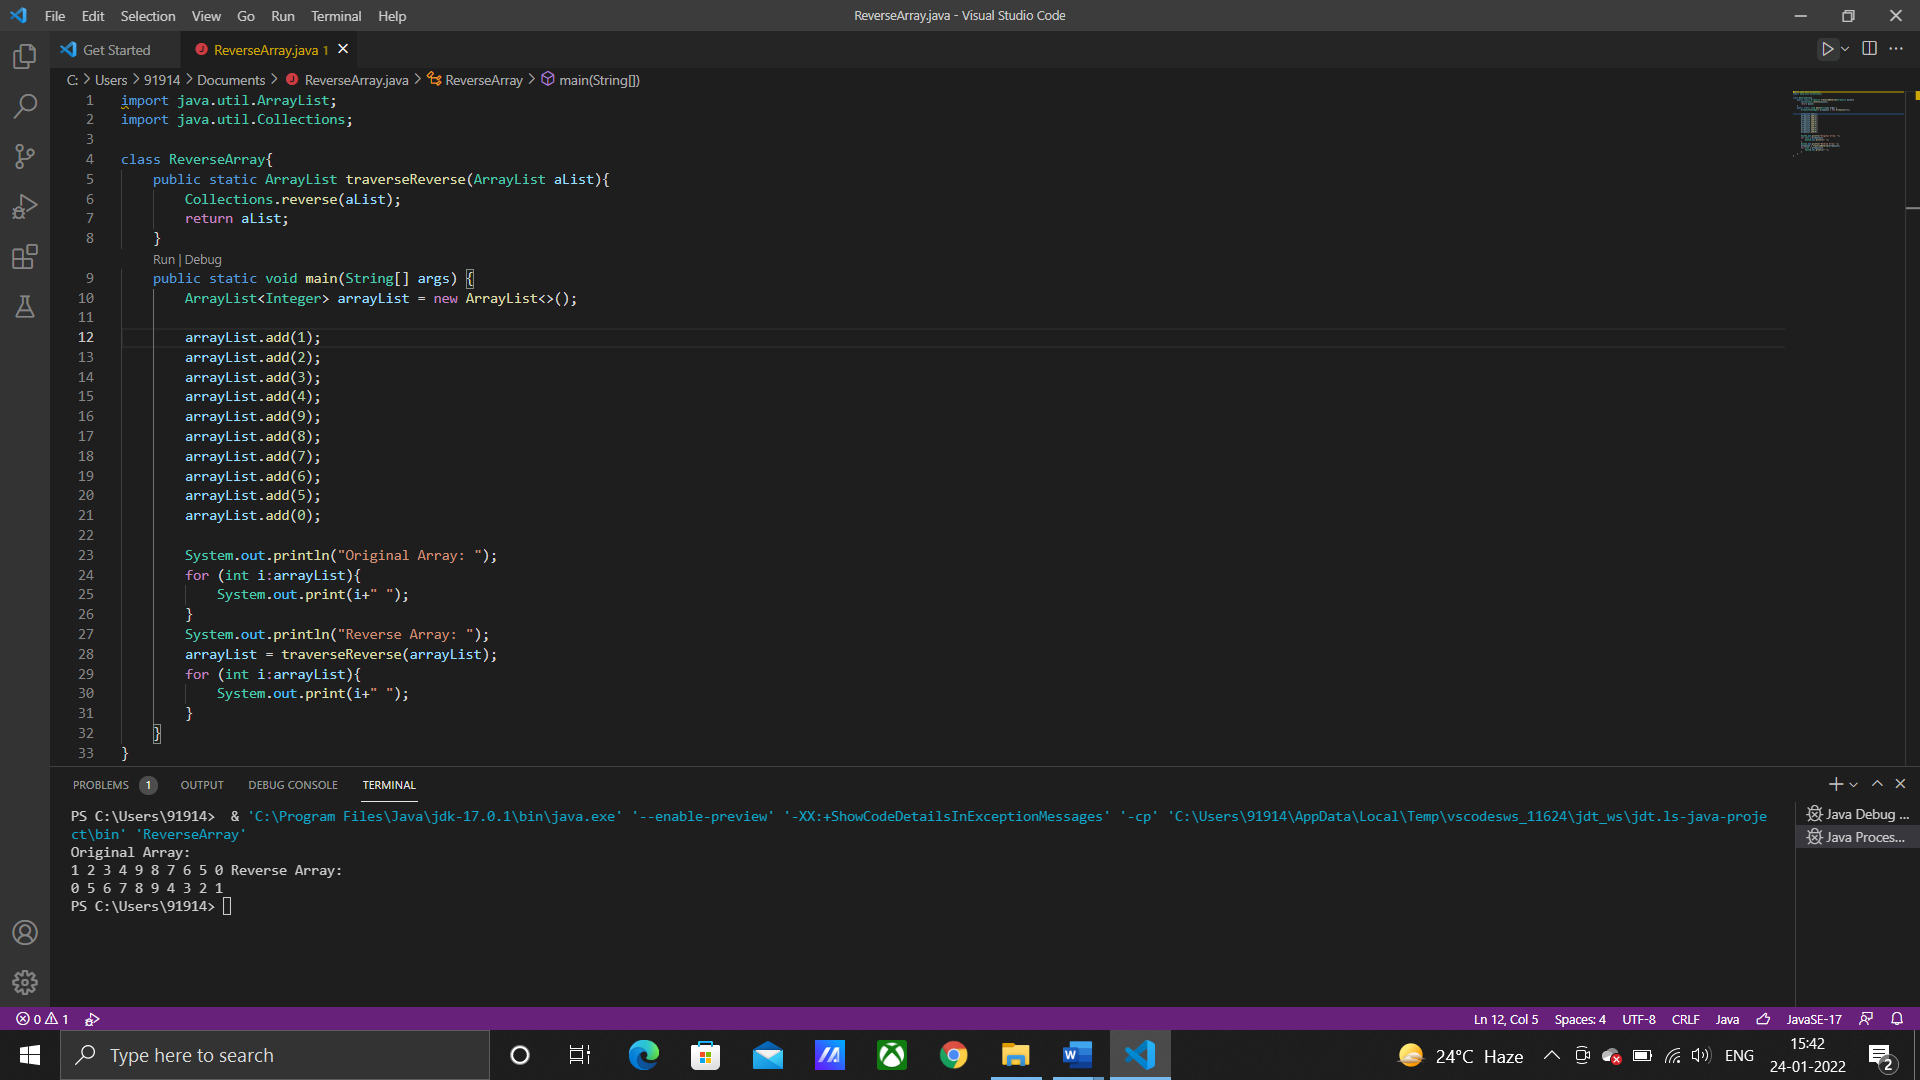 File Edit Selection View Go Run Terminal Help
ReverseArray.java - Visual Studio Code
Get Started
ReverseArray.java 1
C: > Users > 91914 > Documents > ReverseArray.java > ReverseArray > main(String[])
1 import java.util.ArrayList;
2 import java.util.Collections;
3
4 class ReverseArray{
5 public static ArrayList traverseReverse(ArrayList aList){
6 Collections.reverse(aList);
7 return aList;
8 }
Run | Debug
9 public static void main(String[] args) {
10 ArrayList<Integer> arrayList = new ArrayList<>();
11
12 arrayList.add(1);
13 arrayList.add(2);
14 arrayList.add(3);
15 arrayList.add(4);
16 arrayList.add(9);
17 arrayList.add(8);
18 arrayList.add(7);
19 arrayList.add(6);
20 arrayList.add(5);
21 arrayList.add(0);
22
23 System.out.println("Original Array: ");
24 for (int i:arrayList){
25 System.out.print(i+" ");
26 }
27 System.out.println("Reverse Array: ");
28 arrayList = traverseReverse(arrayList);
29 for (int i:arrayList){
30 System.out.print(i+" ");
31 }
32 }
33 }
PROBLEMS 1 OUTPUT DEBUG CONSOLE TERMINAL
PS C:\Users\91914>  & 'C:\Program Files\Java\jdk-17.0.1\bin\java.exe' '--enable-preview' '-XX:+ShowCodeDetailsInExceptionMessages' '-cp' 'C:\Users\91914\AppData\Local\Temp\vscodesws_11624\jdt_ws\jdt.ls-java-proje
ct\bin' 'ReverseArray'
Original Array:
1 2 3 4 9 8 7 6 5 0 Reverse Array:
0 5 6 7 8 9 4 3 2 1
PS C:\Users\91914>
Java Debug ...
Java Proces...
0 1
Ln 12, Col 5 Spaces: 4 UTF-8 CRLF Java JavaSE-17
Type here to search
24°C Haze
ENG
15:42
24-01-2022
2